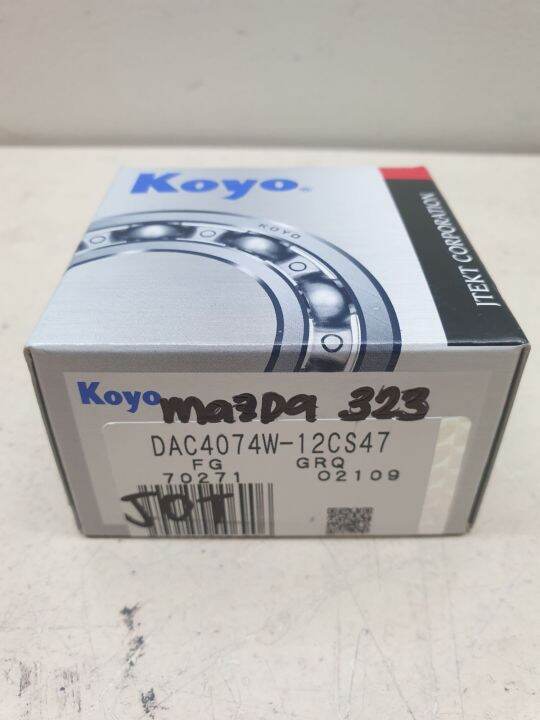 Koyo®
KOYO
JTEKT CORPORATION
Koyo
mazDa 323
DAC4074W-12CS47
FG GRQ
70271 02109
JOT